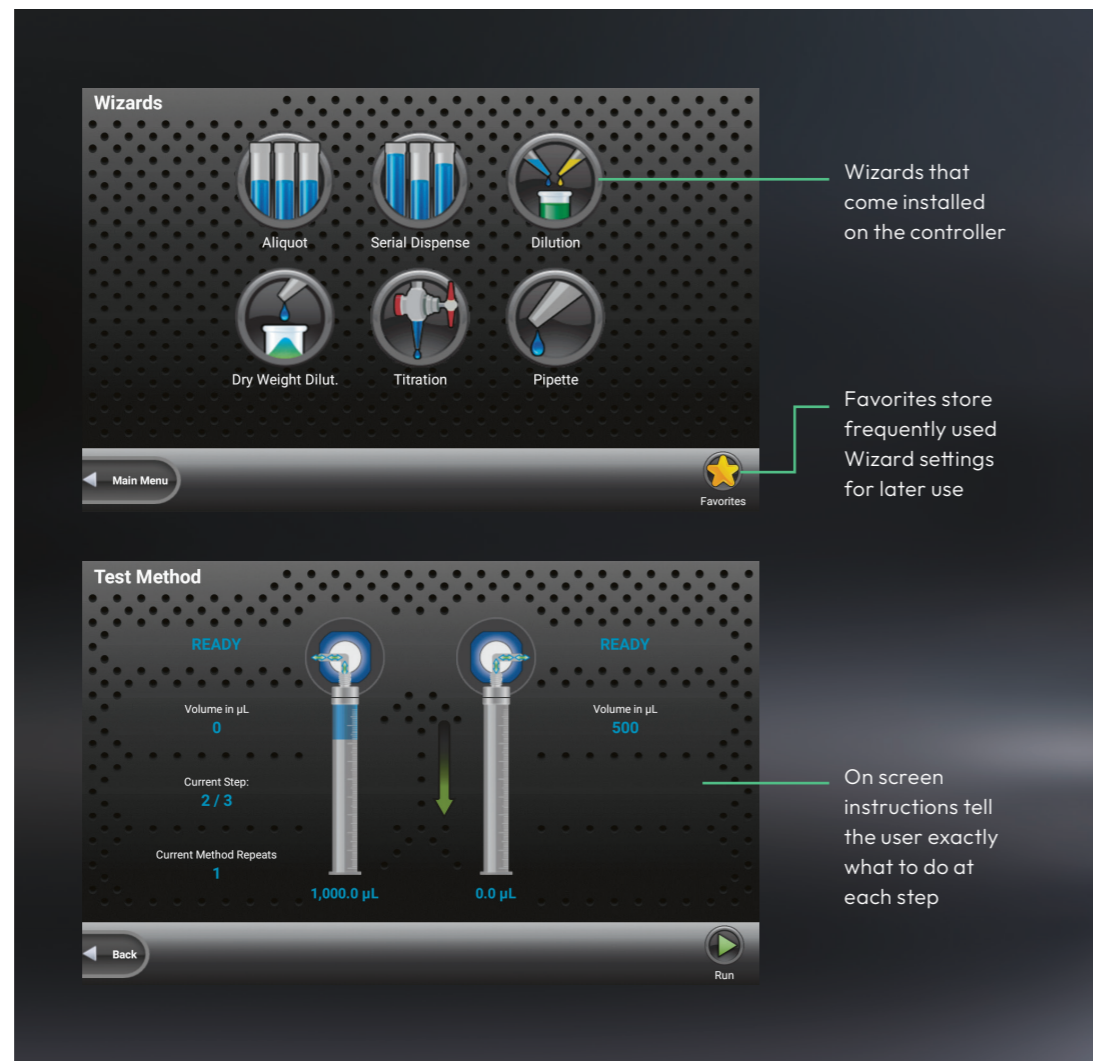 Wizards
Aliquot
Serial Dispense
Dilution
Dry Weight Dilut.
Titration
Pipette
Main Menu
Favorites
Wizards that
come installed
on the controller
Favorites store
frequently used
Wizard settings
for later use
Test Method
READY
READY
Volume in µL
0
Volume in µL
500
Current Step:
2 / 3
Current Method Repeats
1
1,000.0 µL
0.0 µL
Back
Run
On screen
instructions tell
the user exactly
what to do at
each step